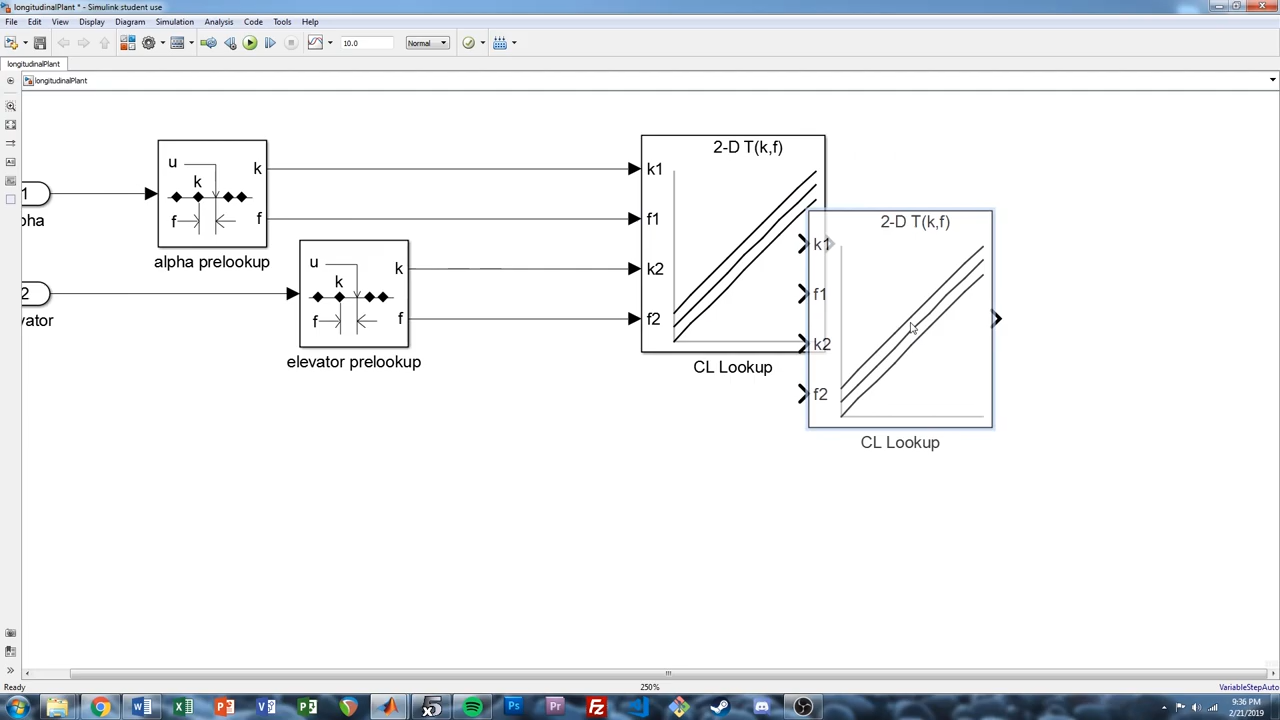 longitudinalPlant * - Simulink student use
File Edit View Display Diagram Simulation Analysis Code Tools Help
10.0 Normal
longitudinalPlant
longitudinalPlant
u k k f f
alpha prelookup
u k k f f
elevator prelookup
1
pha
2
vator
2-D T(k,f)
k1
f1
k2
f2
CL Lookup
2-D T(k,f)
k1
f1
k2
f2
CL Lookup
Ready 250% VariableStepAuto
9:36 PM
2/21/2019